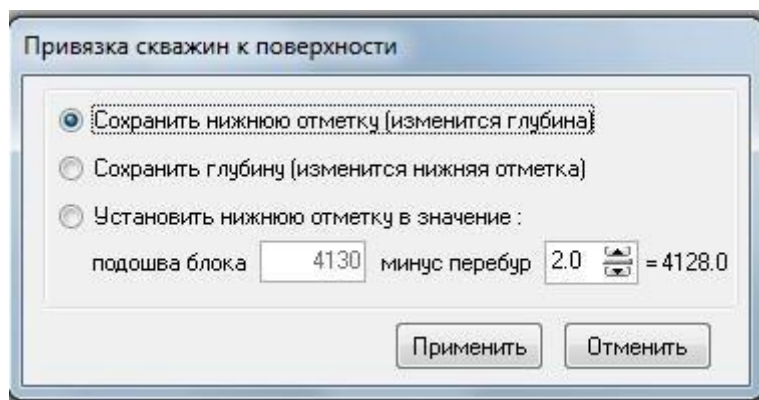 Привязка скважин к поверхности
Сохранить нижнюю отметку (изменится глубина)
Сохранить глубину (изменится нижняя отметка)
Установить нижнюю отметку в значение :
подошва блока 4130 минус перебур 2.0 = 4128.0
Применить Отменить